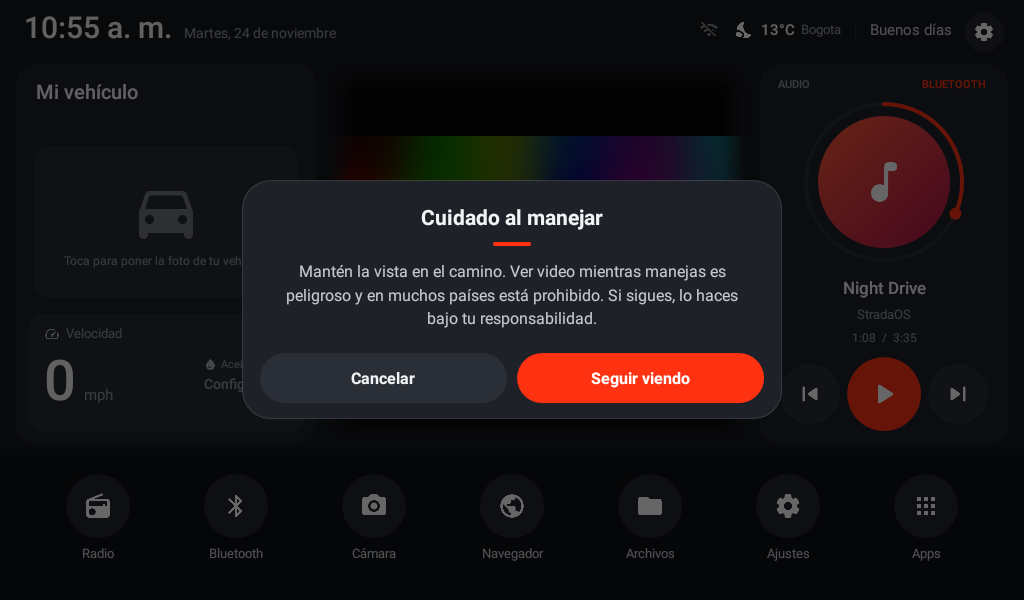 10:55 a. m. Martes, 24 de noviembre
13°C Bogota
Buenos días
Mi vehículo
Toca para poner la foto de tu
Velocidad
0 mph
AUDIO
BLUETOOTH
Night Drive
StradaOS
1:08 / 3:35
Cuidado al manejar
Mantén la vista en el camino. Ver video mientras manejas es
peligroso y en muchos países está prohibido. Si sigues, lo haces
bajo tu responsabilidad.
Cancelar
Seguir viendo
Radio
Bluetooth
Cámara
Navegador
Archivos
Ajustes
Apps